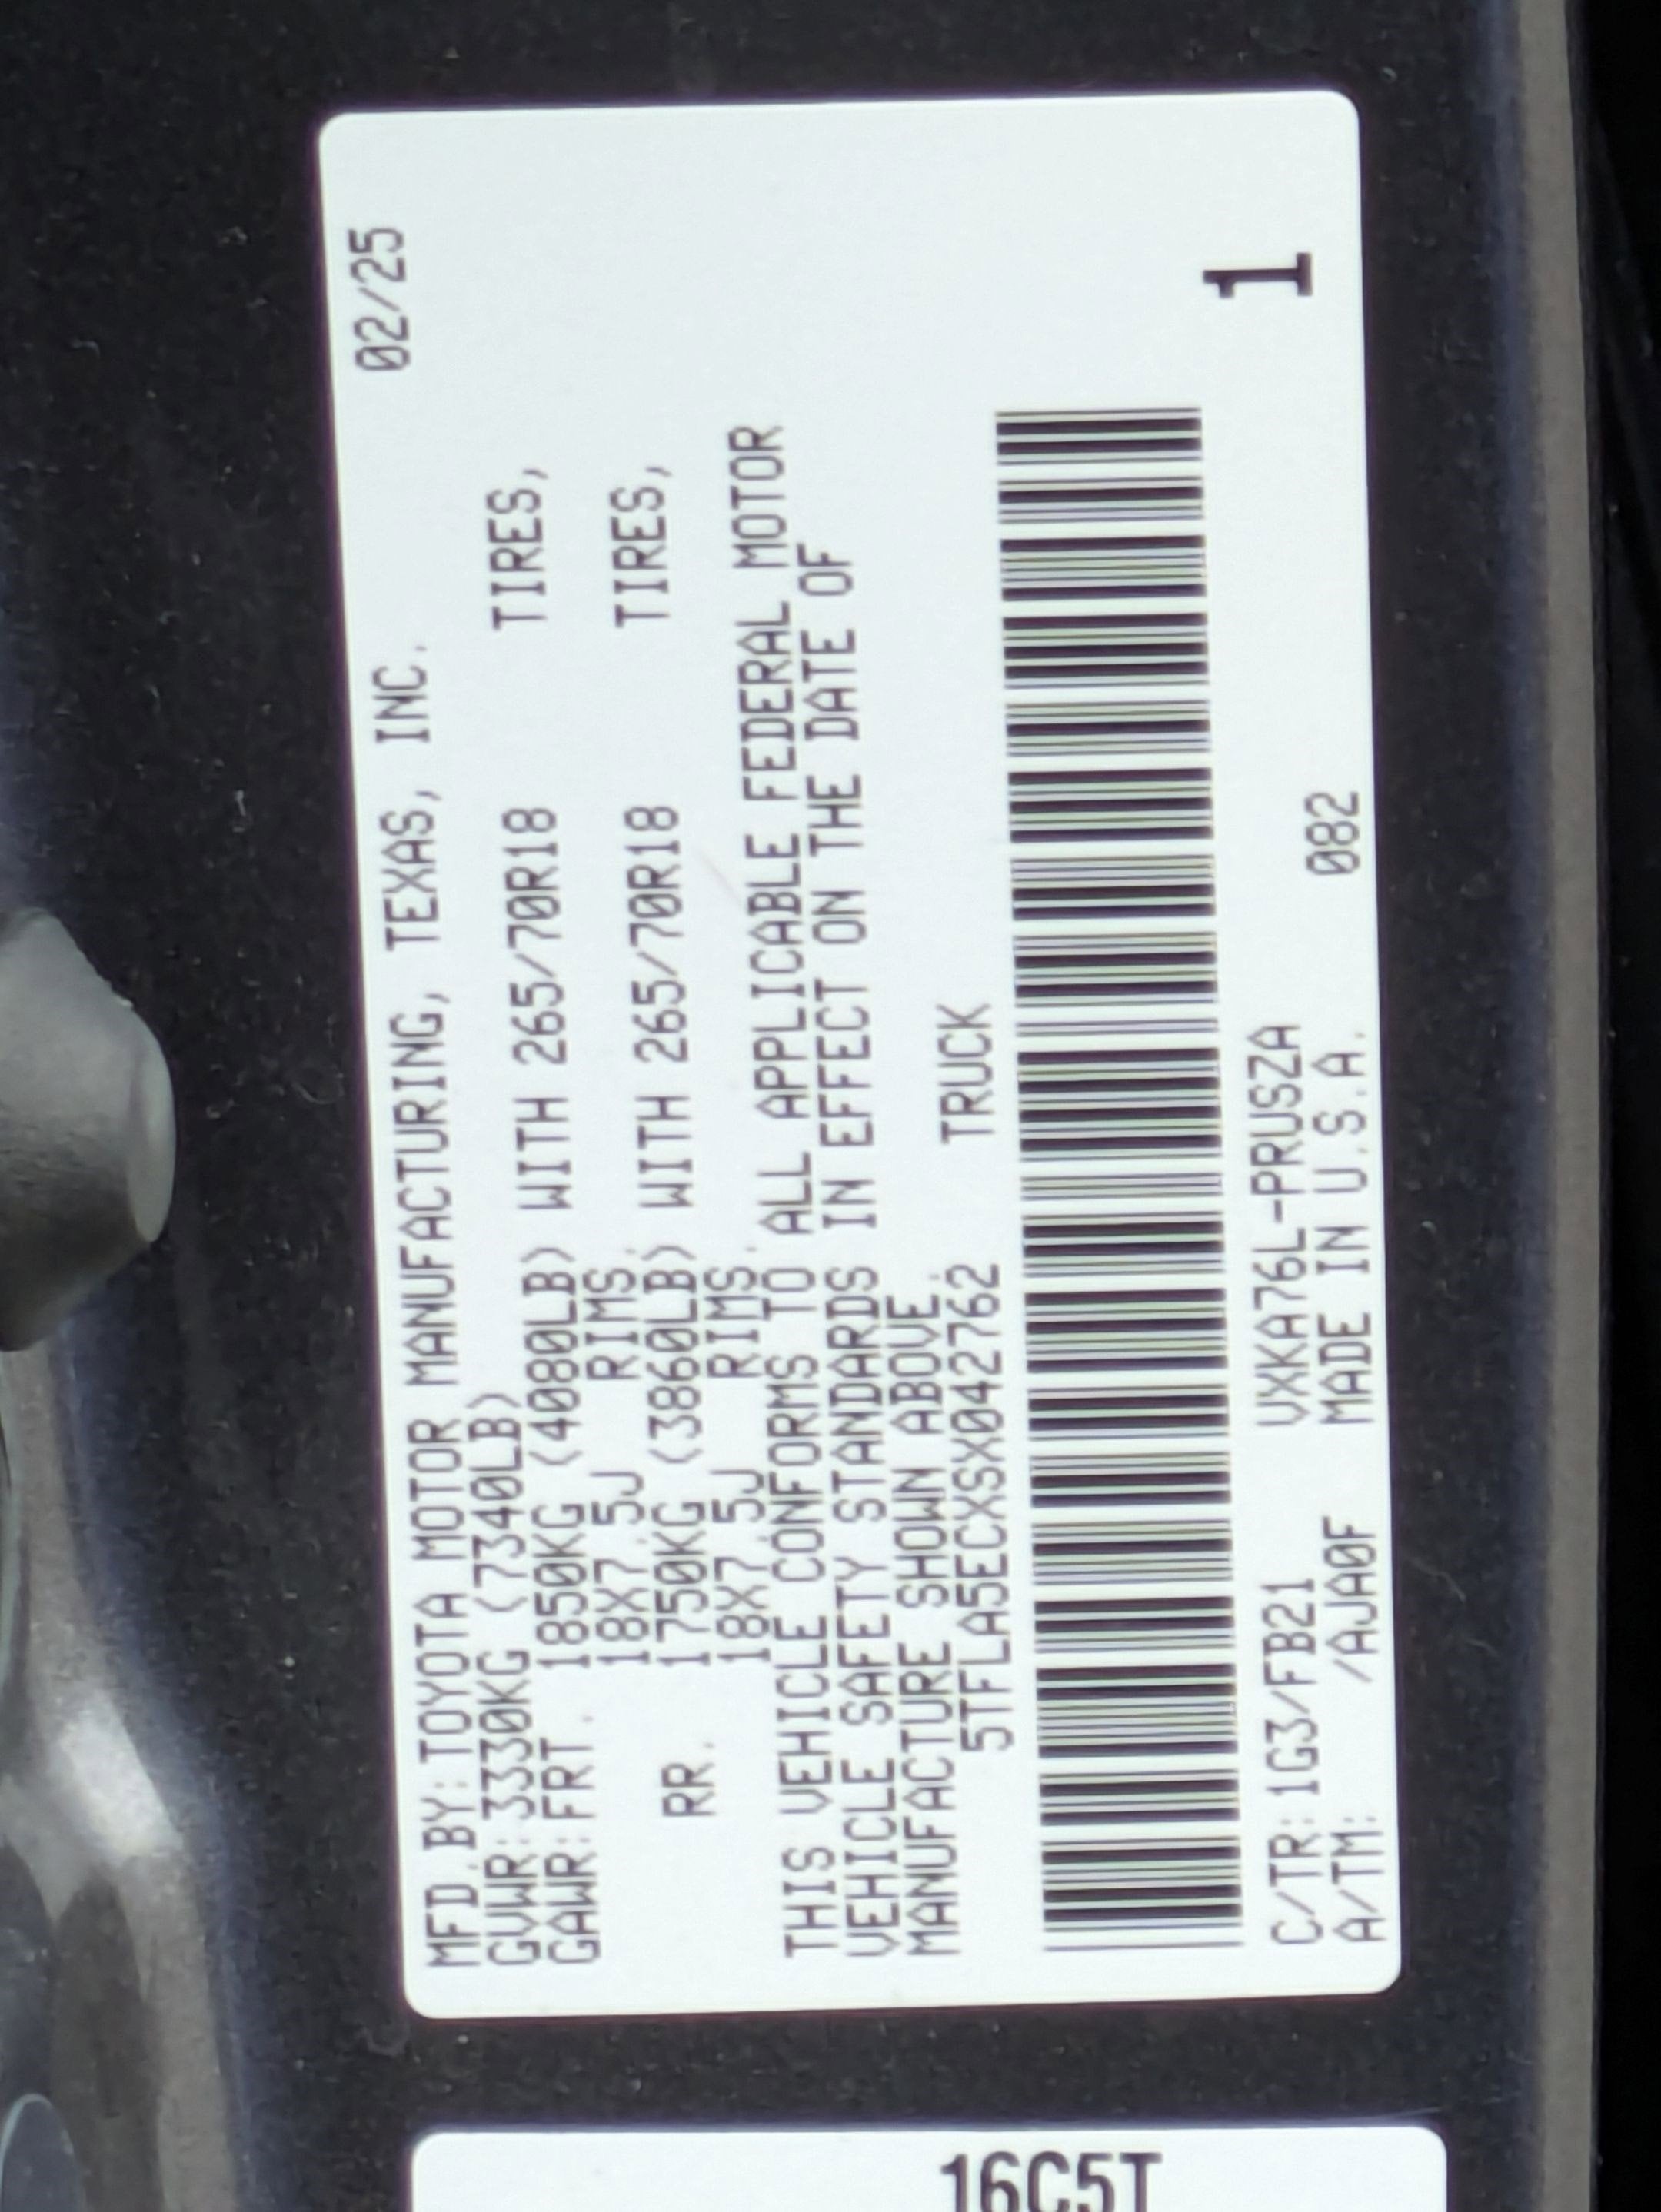 02/25
MFD.BY: TOYOTA MOTOR MANUFACTURING, TEXAS, INC.
GVWR: 3330KG (7340LB)
GAWR: FRT. 1850KG (4080LB) WITH 265/70R18 TIRES,
18X7.5J RIMS.
RR. 1750KG (3860LB) WITH 265/70R18 TIRES,
18X7.5J RIMS.
THIS VEHICLE CONFORMS TO ALL APPLICABLE FEDERAL MOTOR
VEHICLE SAFETY STANDARDS IN EFFECT ON THE DATE OF
MANUFACTURE SHOWN ABOVE.
5TFLA5ECXSX042762 TRUCK
1
C/TR: 1G3/FB21 VXKA76L-PRUSZA
A/TM: /AJA0F MADE IN U.S.A. 082
16C5T